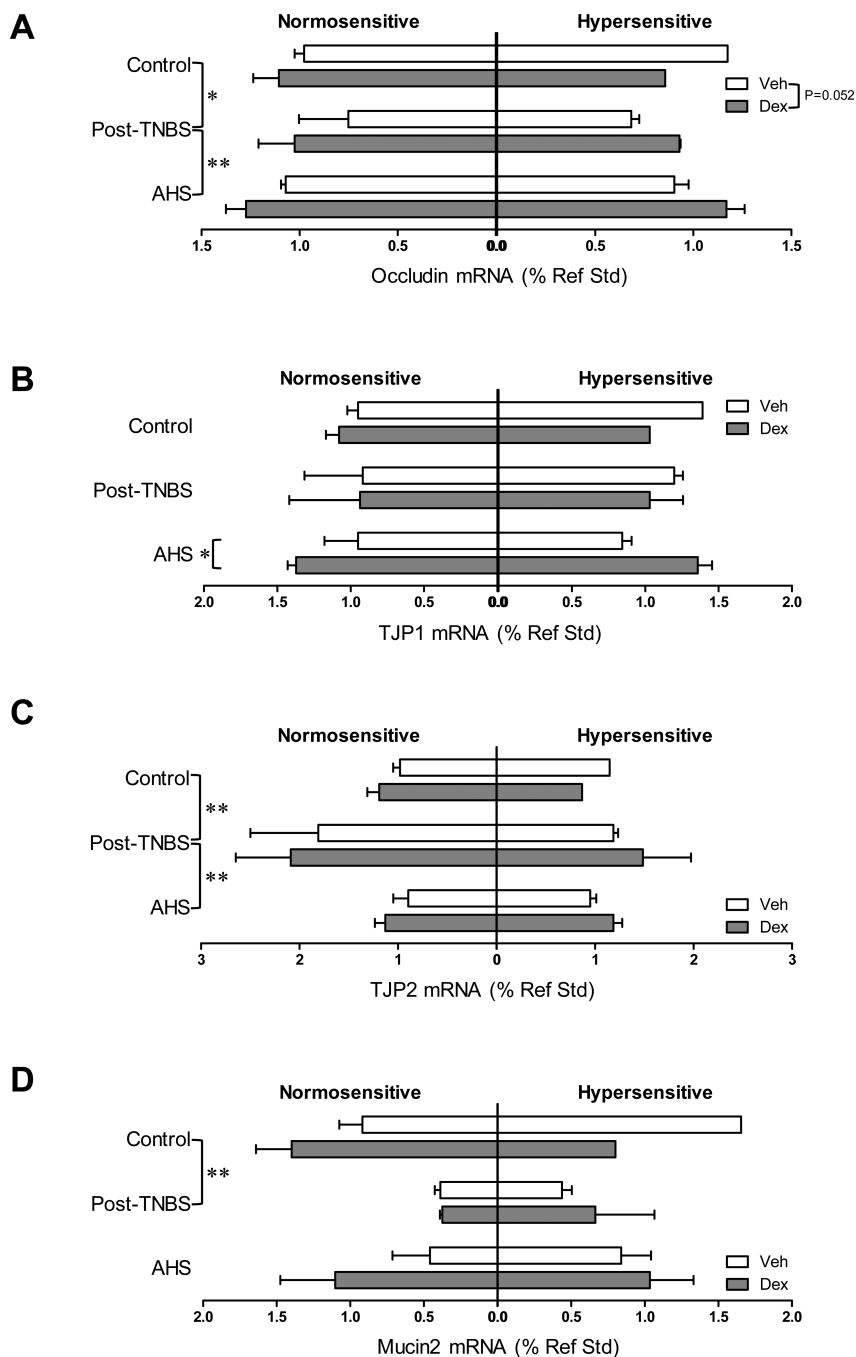 A
Normosensitive Hypersensitive
Control
Veh
Dex
P=0.052
*
Post-TNBS
**
AHS
1.5 1.0 0.5 0.0 0.0 0.5 1.0 1.5
Occludin mRNA (% Ref Std)
B
Normosensitive Hypersensitive
Veh
Control
Dex
Post-TNBS
AHS *
2.0 1.5 1.0 0.5 0.0 0.0 0.5 1.0 1.5 2.0
TJP1 mRNA (% Ref Std)
C
Normosensitive Hypersensitive
Control
**
Post-TNBS
**
AHS
Veh
Dex
3 2 1 0 1 2 3
TJP2 mRNA (% Ref Std)
D
Normosensitive Hypersensitive
Control
**
Post-TNBS
AHS
Veh
Dex
2.0 1.5 1.0 0.5 0.0 0.5 1.0 1.5 2.0
Mucin2 mRNA (% Ref Std)